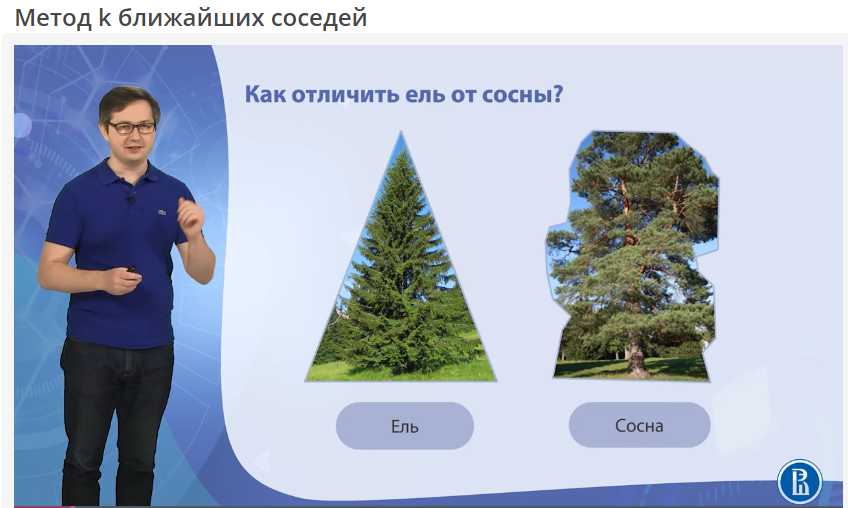 Метод k ближайших соседей
Как отличить ель от сосны?
Ель
Сосна